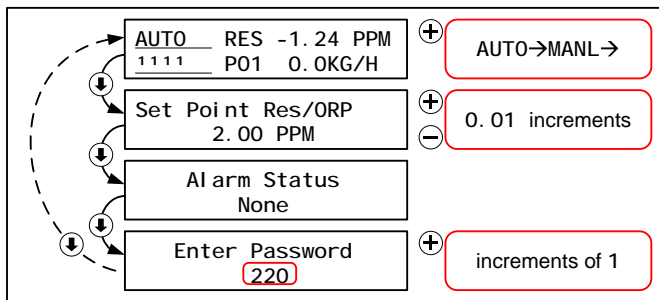 AUTO RES -1.24 PPM
1111 P01 0.0KG/H
AUTO→MANL→
Set Point Res/ORP
2.00 PPM
0.01 increments
Alarm Status
None
Enter Password
220
increments of 1